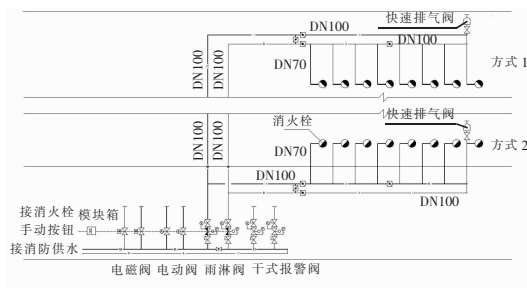 快速排气阀
DN100
DN100
DN70
方式 1
DN100
DN100
快速排气阀
消火栓
DN100
DN100
DN70
方式 2
DN100
DN100
接消火栓
模块箱
手动按钮
接消防供水
电磁阀
电动阀
雨淋阀
干式报警阀